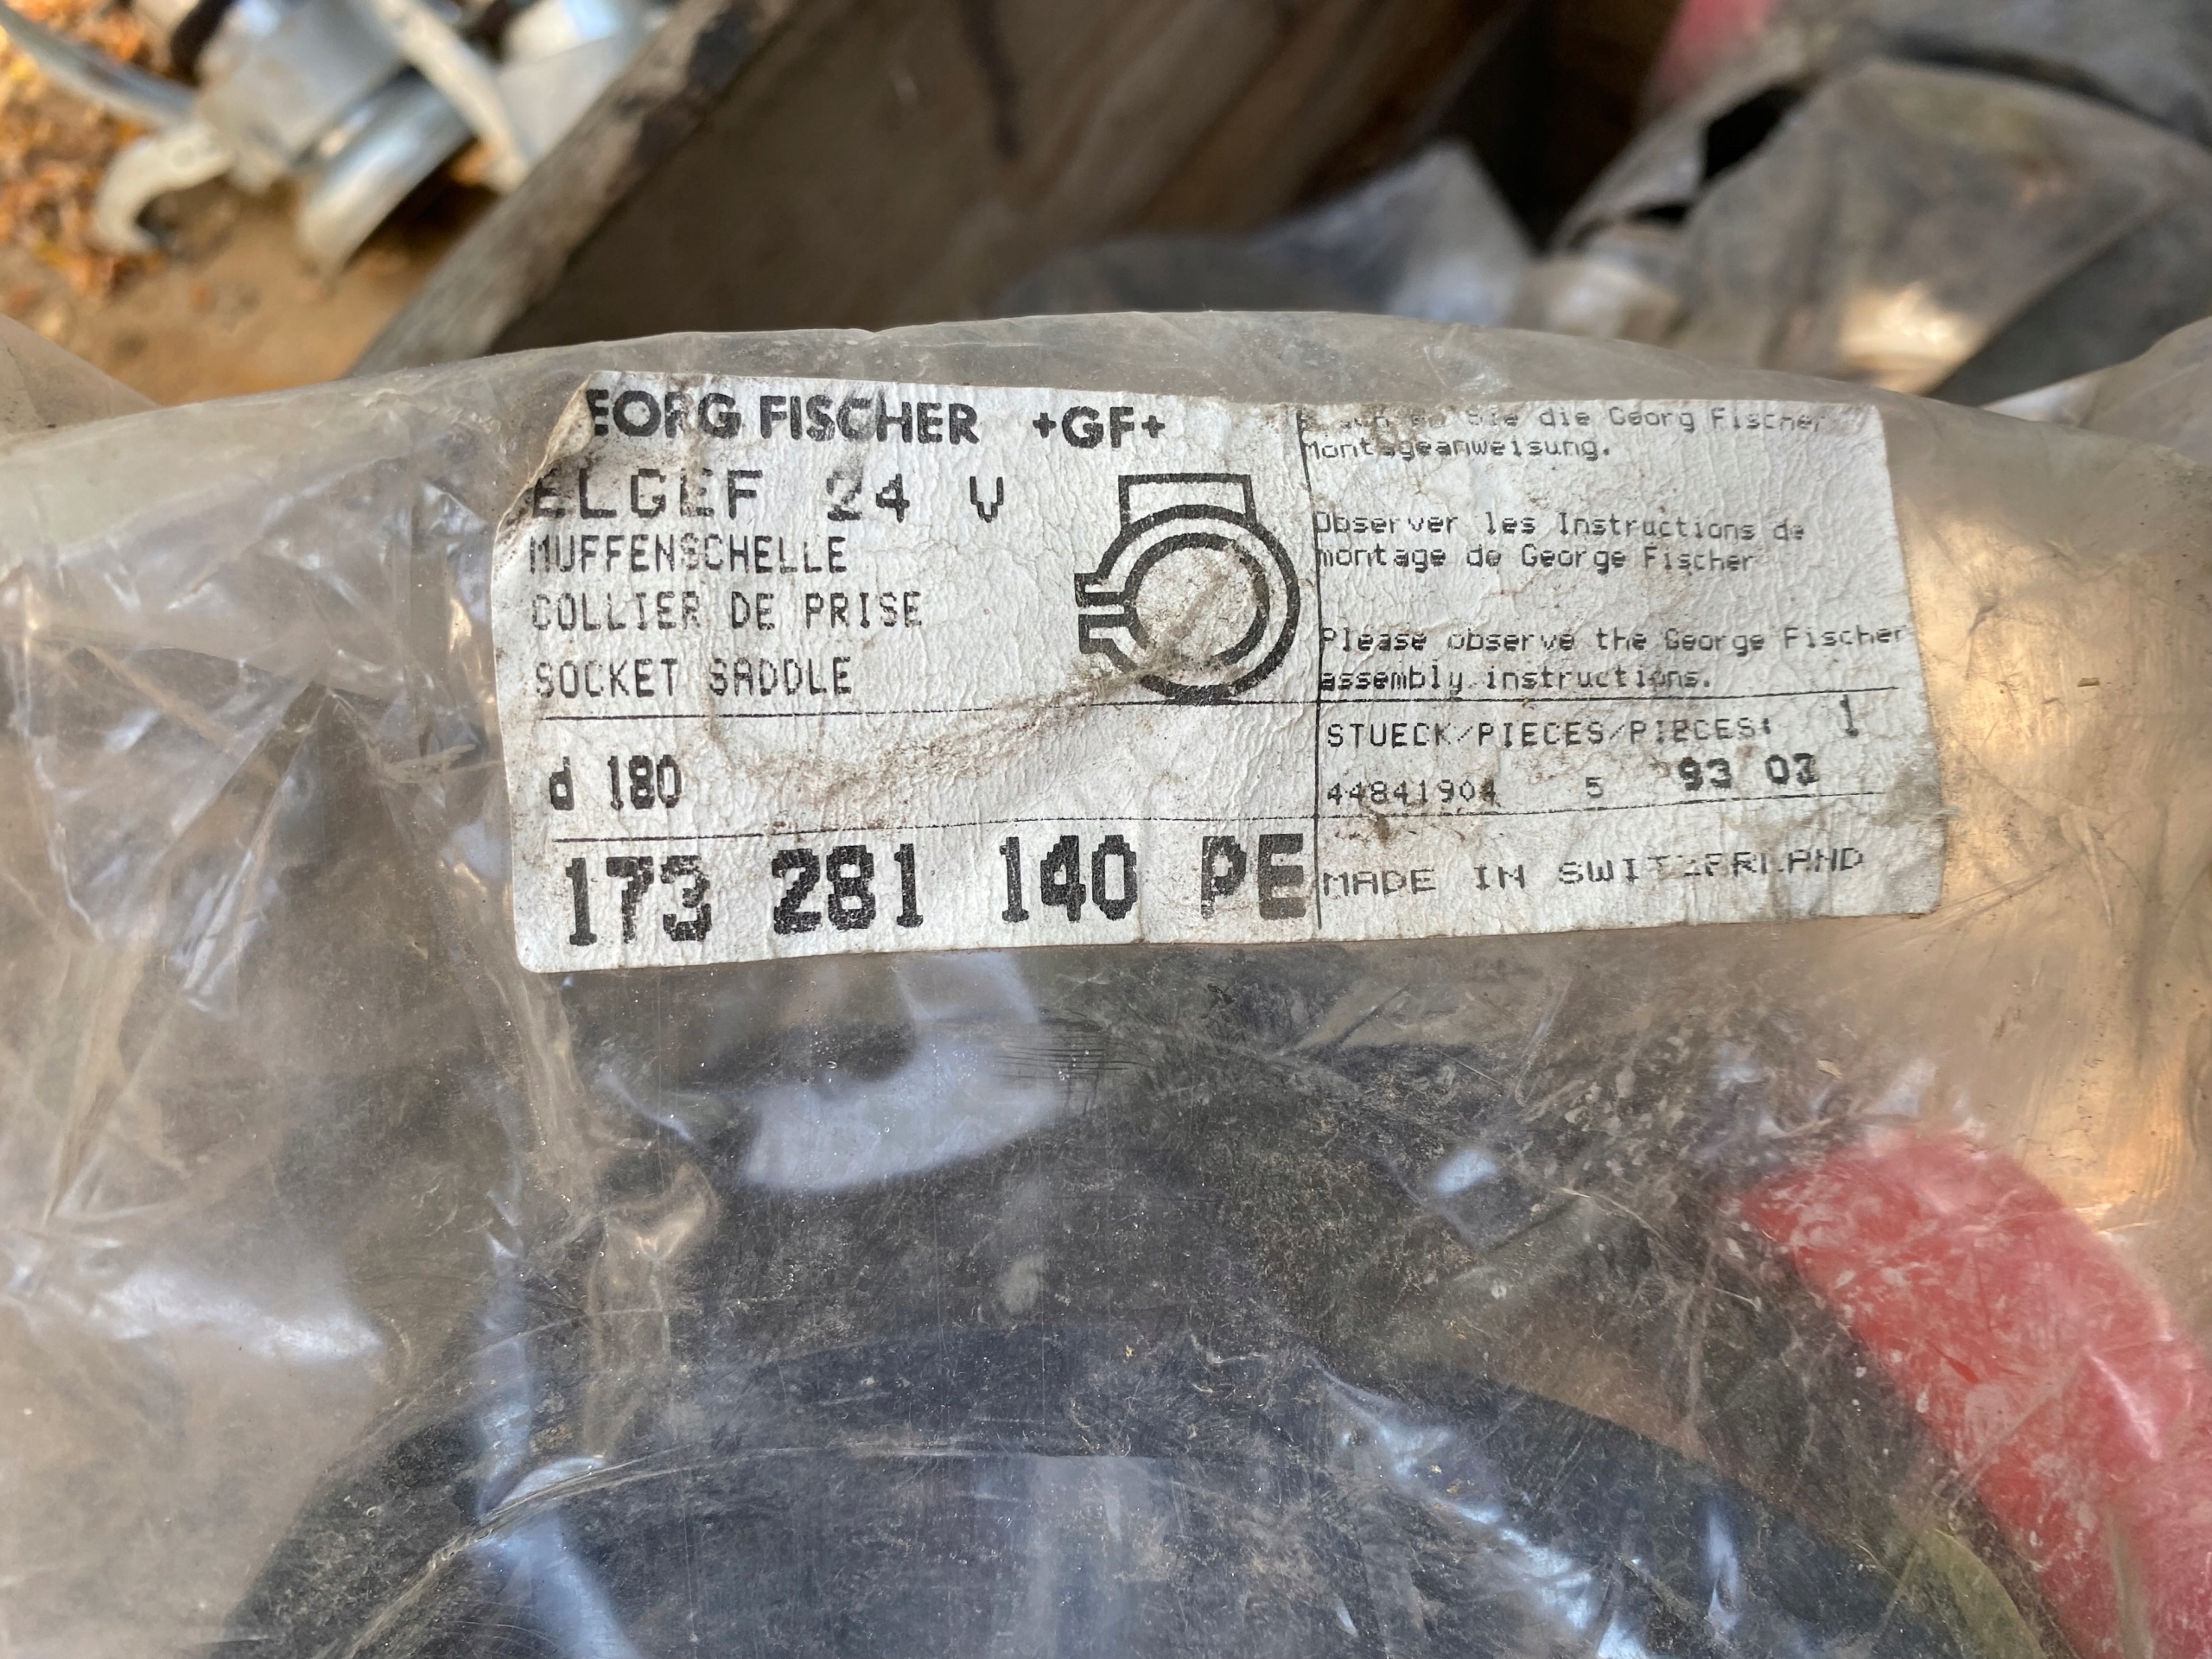 EORG FISCHER +GF+
ELGEF 24 V
MUFFENSCHELLE
COLLIER DE PRISE
SOCKET SADDLE
d 180
173 281 140 PE
Sie die Georg Fischer
Montageanweisung.
Observer les Instructions de
montage de George Fischer
Please observe the George Fischer
assembly instructions.
STUECK/PIECES/PIECES: 1
44841904 5 93
MADE IN SWITZERLAND